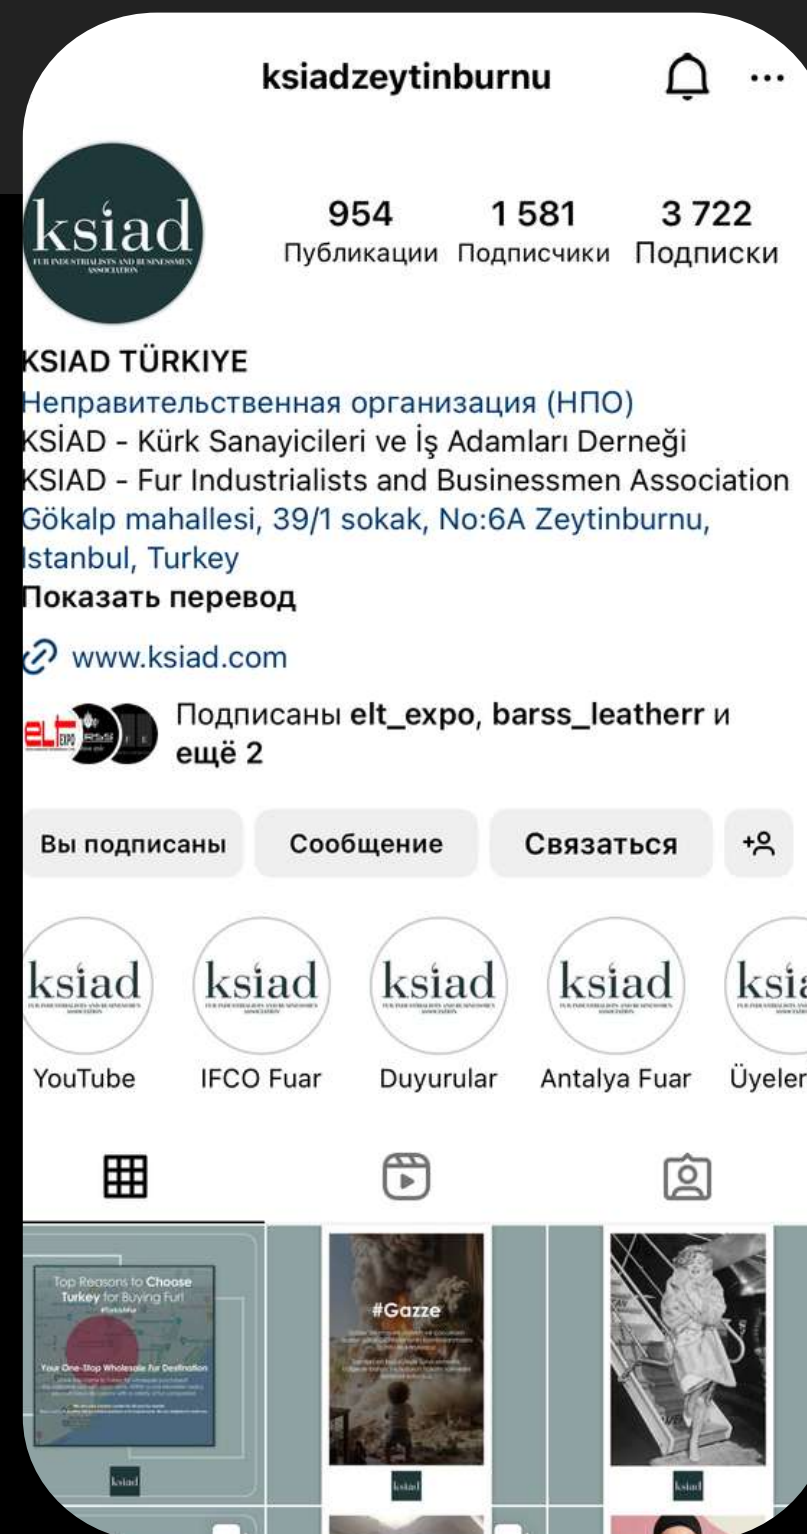 ksiadzeytinburnu
ksiad
FUR INDUSTRIALISTS AND BUSINESSMEN
ASSOCIATION
954 1 581 3 722
Публикации Подписчики Подписки
KSIAD TÜRKIYE
Неправительственная организация (НПО)
KSİAD - Kürk Sanayicileri ve İş Adamları Derneği
KSIAD - Fur Industrialists and Businessmen Association
Gökalp mahallesi, 39/1 sokak, No:6A Zeytinburnu,
Istanbul, Turkey
Показать перевод
www.ksiad.com
ELT EXPO
Подписаны elt_expo, barss_leatherr и
ещё 2
Вы подписаны Сообщение Связаться
ksiad ksiad ksiad ksiad ksia
YouTube IFCO Fuar Duyurular Antalya Fuar Üyeler
Top Reasons to Choose
Turkey for Buying Fur!
#TurkishFur
Your One-Stop Wholesale Fur Destination
#Gazze
ksiad ksiad ksiad